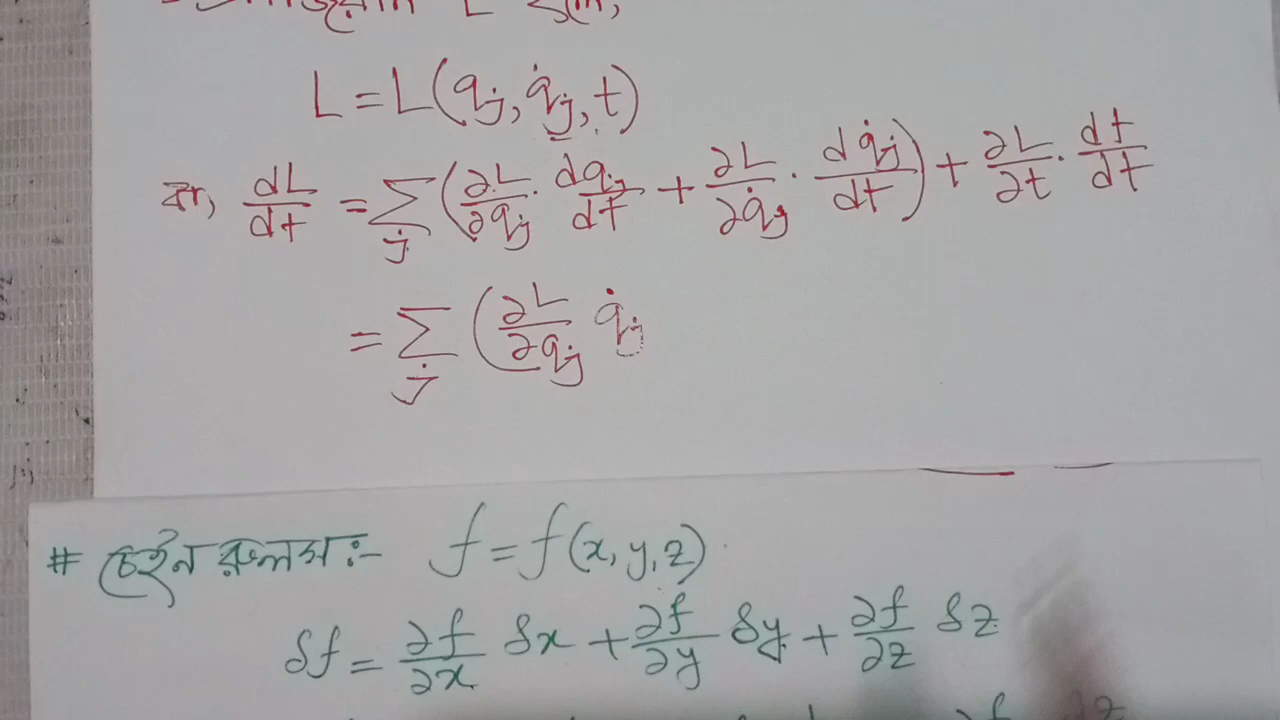 L = L(qⱼ, q̇ⱼ, t)
বা, dL/dt = Σⱼ (∂L/∂qⱼ · dqⱼ/dt + ∂L/∂q̇ⱼ · dq̇ⱼ/dt) + ∂L/∂t · dt/dt
= Σⱼ (∂L/∂qⱼ q̇ⱼ
# চেইন রুলস :- f = f(x, y, z)
δf = ∂f/∂x δx + ∂f/∂y δy + ∂f/∂z δz